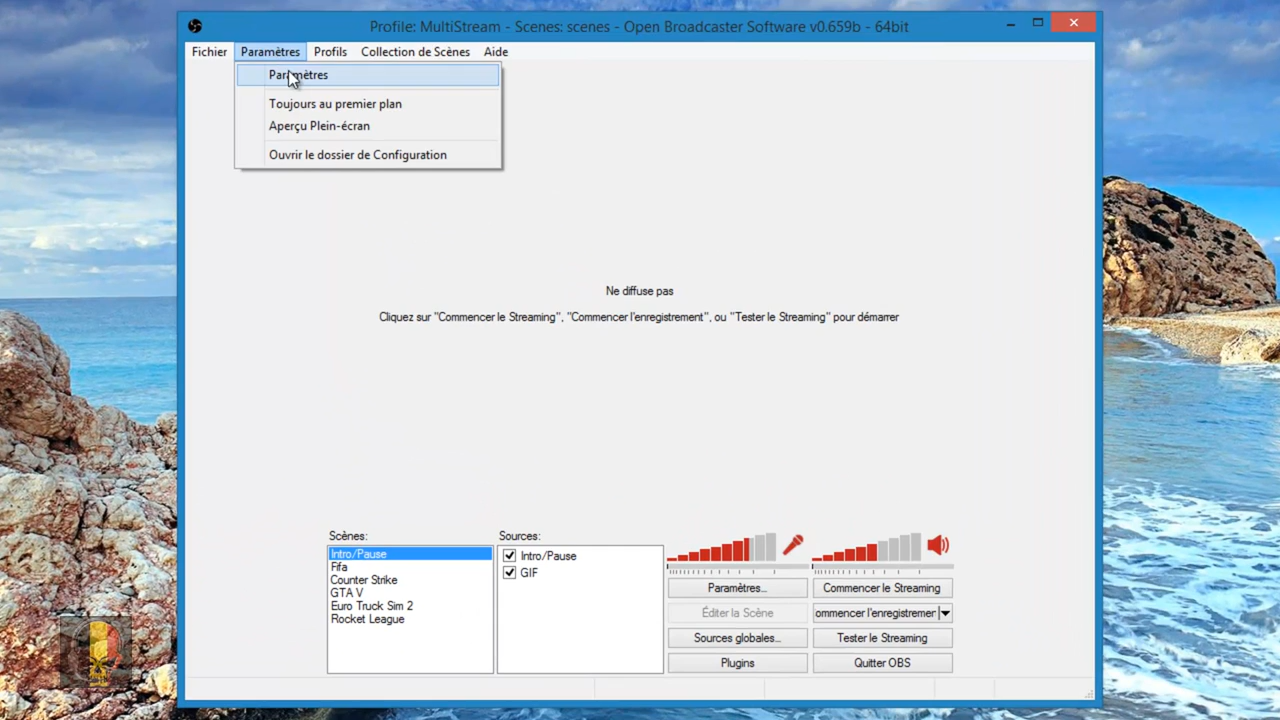 Profile: MultiStream - Scenes: scenes - Open Broadcaster Software v0.659b - 64bit
Fichier Paramètres Profils Collection de Scènes Aide
Paramètres
Toujours au premier plan
Aperçu Plein-écran
Ouvrir le dossier de Configuration
Ne diffuse pas
Cliquez sur "Commencer le Streaming", "Commencer l'enregistrement", ou "Tester le Streaming" pour démarrer
Scènes:
Intro/Pause
Fifa
Counter Strike
GTA V
Euro Truck Sim 2
Rocket League
Sources:
Intro/Pause
GIF
Paramètres...
Commencer le Streaming
Éditer la Scène
ommencer l'enregistremer
Sources globales...
Tester le Streaming
Plugins
Quitter OBS